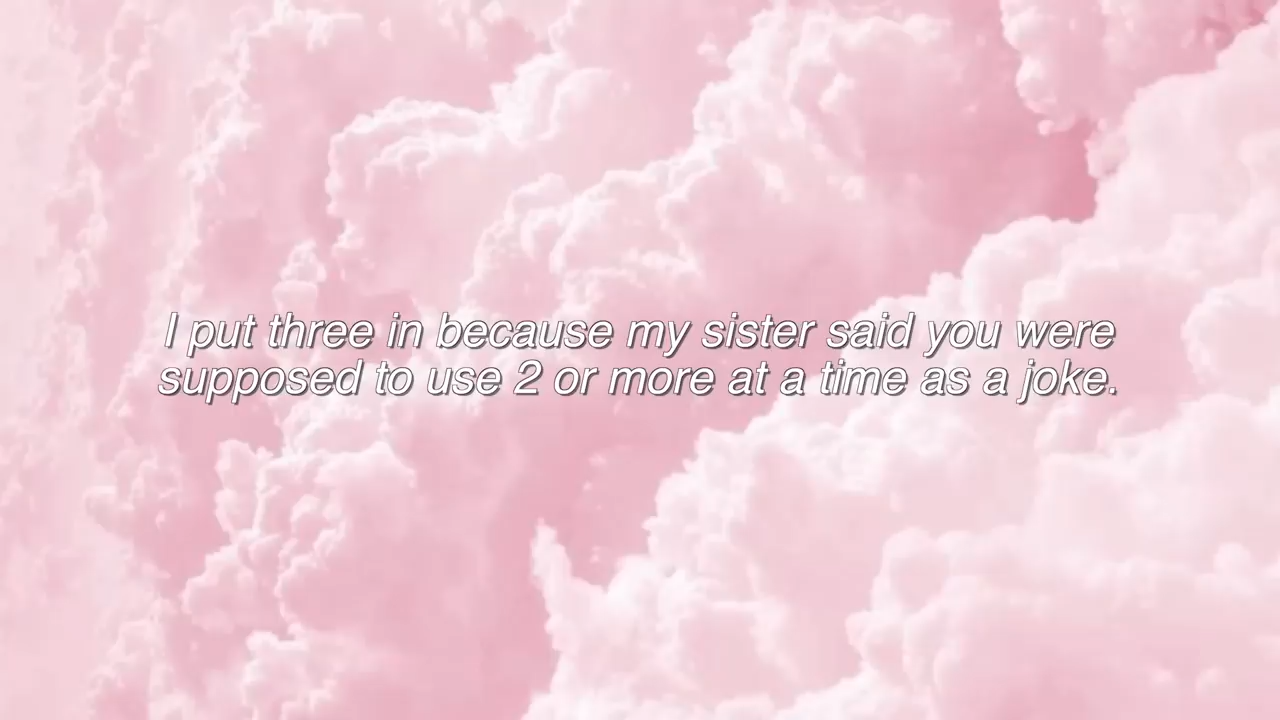 I put three in because my sister said you were
supposed to use 2 or more at a time as a joke.